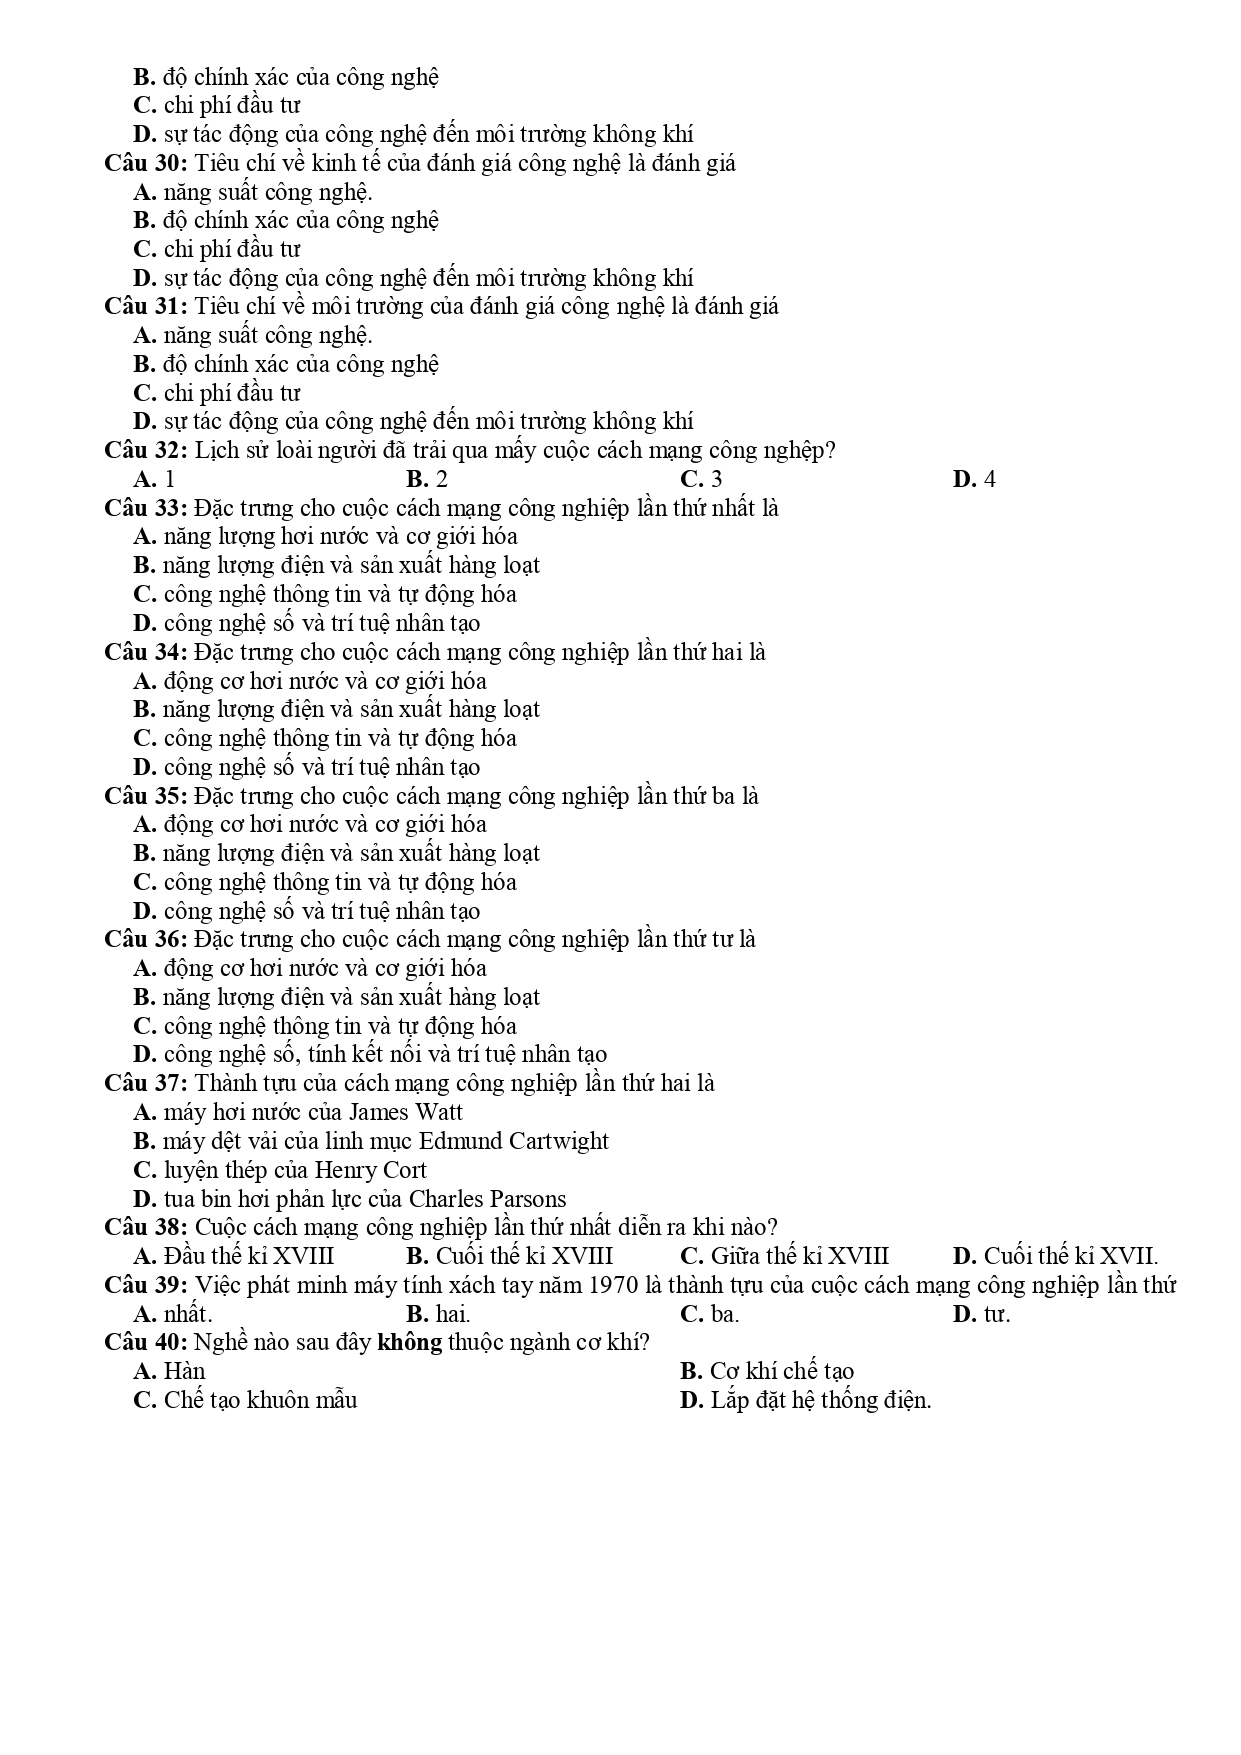 B. độ chính xác của công nghệ
C. chi phí đầu tư
D. sự tác động của công nghệ đến môi trường không khí
Câu 30: Tiêu chí về kinh tế của đánh giá công nghệ là đánh giá
A. năng suất công nghệ.
B. độ chính xác của công nghệ
C. chi phí đầu tư
D. sự tác động của công nghệ đến môi trường không khí
Câu 31: Tiêu chí về môi trường của đánh giá công nghệ là đánh giá
A. năng suất công nghệ.
B. độ chính xác của công nghệ
C. chi phí đầu tư
D. sự tác động của công nghệ đến môi trường không khí
Câu 32: Lịch sử loài người đã trải qua mấy cuộc cách mạng công nghệp?
A. 1 B. 2 C. 3 D. 4
Câu 33: Đặc trưng cho cuộc cách mạng công nghiệp lần thứ nhất là
A. năng lượng hơi nước và cơ giới hóa
B. năng lượng điện và sản xuất hàng loạt
C. công nghệ thông tin và tự động hóa
D. công nghệ số và trí tuệ nhân tạo
Câu 34: Đặc trưng cho cuộc cách mạng công nghiệp lần thứ hai là
A. động cơ hơi nước và cơ giới hóa
B. năng lượng điện và sản xuất hàng loạt
C. công nghệ thông tin và tự động hóa
D. công nghệ số và trí tuệ nhân tạo
Câu 35: Đặc trưng cho cuộc cách mạng công nghiệp lần thứ ba là
A. động cơ hơi nước và cơ giới hóa
B. năng lượng điện và sản xuất hàng loạt
C. công nghệ thông tin và tự động hóa
D. công nghệ số và trí tuệ nhân tạo
Câu 36: Đặc trưng cho cuộc cách mạng công nghiệp lần thứ tư là
A. động cơ hơi nước và cơ giới hóa
B. năng lượng điện và sản xuất hàng loạt
C. công nghệ thông tin và tự động hóa
D. công nghệ số, tính kết nối và trí tuệ nhân tạo
Câu 37: Thành tựu của cách mạng công nghiệp lần thứ hai là
A. máy hơi nước của James Watt
B. máy dệt vải của linh mục Edmund Cartwight
C. luyện thép của Henry Cort
D. tua bin hơi phản lực của Charles Parsons
Câu 38: Cuộc cách mạng công nghiệp lần thứ nhất diễn ra khi nào?
A. Đầu thế kỉ XVIII B. Cuối thế kỉ XVIII C. Giữa thế kỉ XVIII D. Cuối thế kỉ XVII.
Câu 39: Việc phát minh máy tính xách tay năm 1970 là thành tựu của cuộc cách mạng công nghiệp lần thứ
A. nhất. B. hai. C. ba. D. tư.
Câu 40: Nghề nào sau đây không thuộc ngành cơ khí?
A. Hàn B. Cơ khí chế tạo
C. Chế tạo khuôn mẫu D. Lắp đặt hệ thống điện.